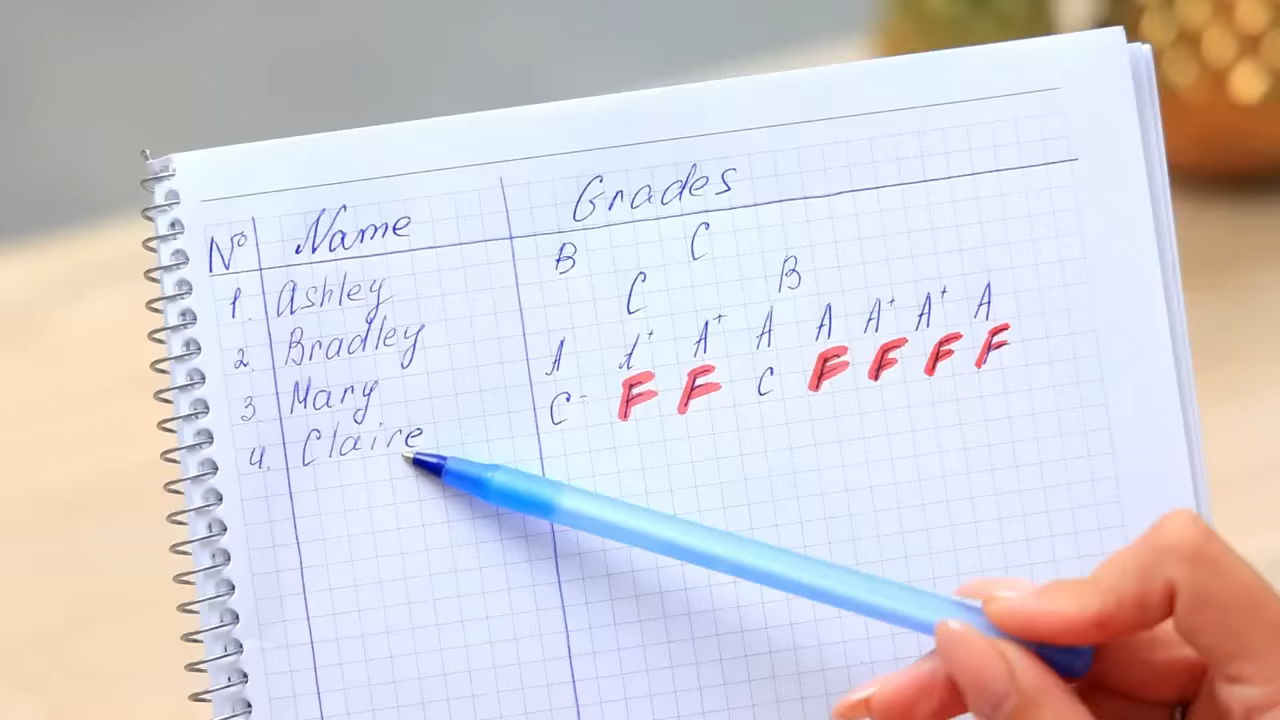 Nº Name Grades
1. Ashley B C
2. Bradley C B
3 Mary A A+ A+ A A A+ A+ A
4. Claire C- F F C F F F F